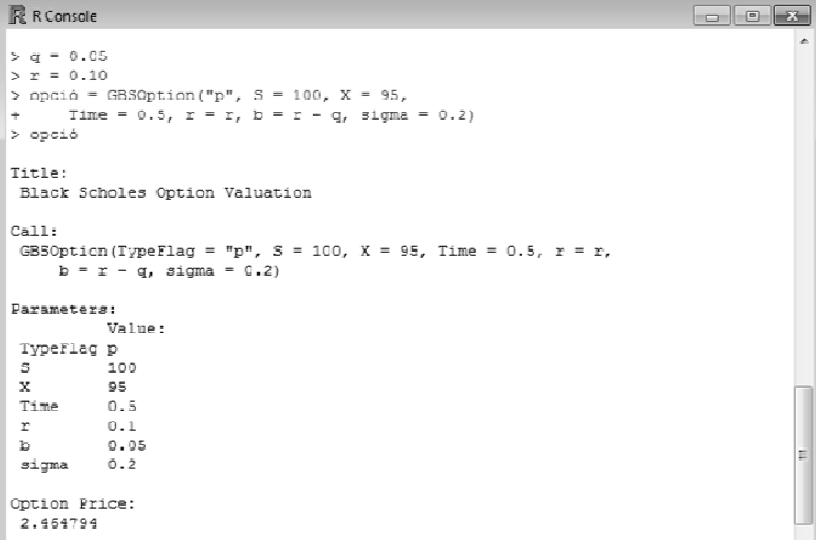 R Console
> q = 0.05
> r = 0.10
> opció = GBSOption("p", S = 100, X = 95,
+     Time = 0.5, r = r, b = r - q, sigma = 0.2)
> opció
Title:
 Black Scholes Option Valuation
Call:
 GBSOption(TypeFlag = "p", S = 100, X = 95, Time = 0.5, r = r,
     b = r - q, sigma = 0.2)
Parameters:
          Value:
 TypeFlag p
 S        100
 X        95
 Time     0.5
 r        0.1
 b        0.05
 sigma    0.2
Option Price:
 2.464794